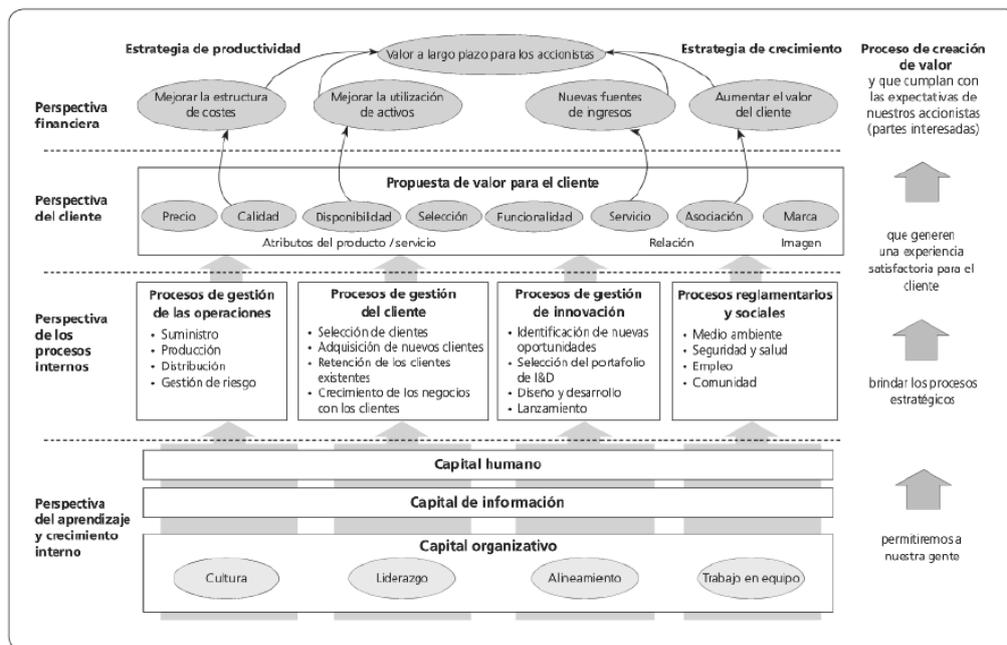 Estrategia de productividad
Valor a largo plazo para los accionistas
Estrategia de crecimiento
Proceso de creación
de valor
y que cumplan con
las expectativas de
nuestros accionistas
(partes interesadas)
Perspectiva
financiera
Mejorar la estructura
de costes
Mejorar la utilización
de activos
Nuevas fuentes
de ingresos
Aumentar el valor
del cliente
Perspectiva
del cliente
Propuesta de valor para el cliente
Precio
Calidad
Disponibilidad
Selección
Funcionalidad
Servicio
Asociación
Marca
Atributos del producto / servicio
Relación
Imagen
que generen
una experiencia
satisfactoria para el
cliente
Perspectiva
de los
procesos
internos
Procesos de gestión
de las operaciones
• Suministro
• Producción
• Distribución
• Gestión de riesgo
Procesos de gestión
del cliente
• Selección de clientes
• Adquisición de nuevos clientes
• Retención de los clientes
existentes
• Crecimiento de los negocios
con los clientes
Procesos de gestión
de innovación
• Identificación de nuevas
oportunidades
• Selección del portafolio
de I&D
• Diseño y desarrollo
• Lanzamiento
Procesos reglamentarios
y sociales
• Medio ambiente
• Seguridad y salud
• Empleo
• Comunidad
brindar los procesos
estratégicos
Perspectiva
del aprendizaje
y crecimiento
interno
Capital humano
Capital de información
Capital organizativo
Cultura
Liderazgo
Alineamiento
Trabajo en equipo
permitiremos a
nuestra gente